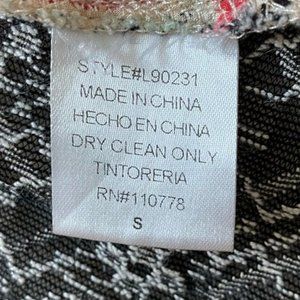 STYLE#L90231
MADE IN CHINA
HECHO EN CHINA
DRY CLEAN ONLY
TINTORERIA
RN#110778
S